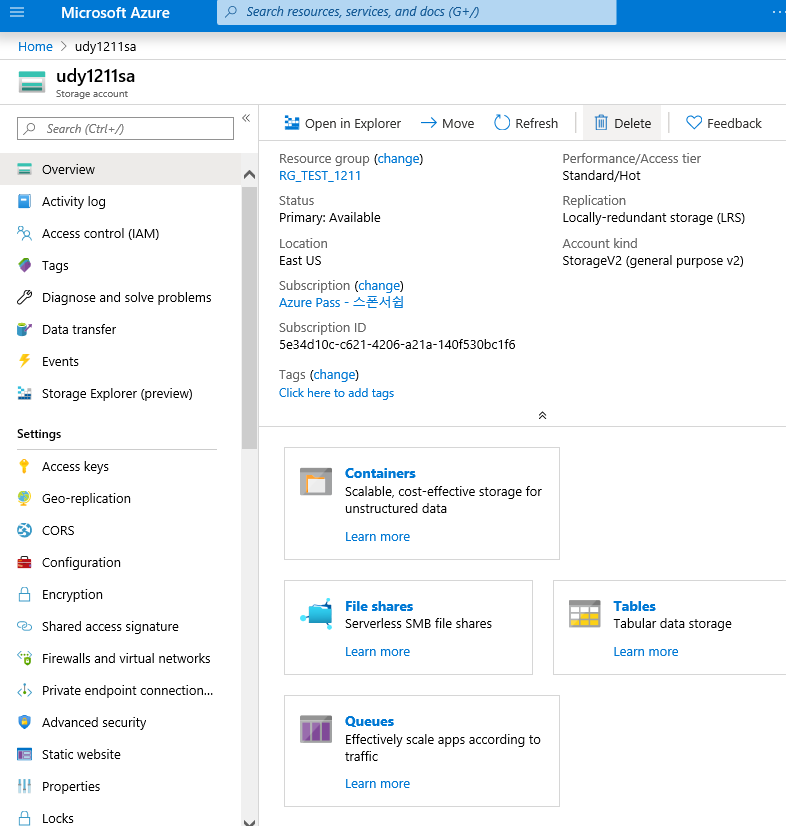 Microsoft Azure
Search resources, services, and docs (G+/)
Home > udy1211sa
udy1211sa
Storage account
Search (Ctrl+/)
«
Overview
Activity log
Access control (IAM)
Tags
Diagnose and solve problems
Data transfer
Events
Storage Explorer (preview)
Settings
Access keys
Geo-replication
CORS
Configuration
Encryption
Shared access signature
Firewalls and virtual networks
Private endpoint connection...
Advanced security
Static website
Properties
Locks
Open in Explorer
Move
Refresh
Delete
Feedback
Resource group (change)
RG_TEST_1211
Status
Primary: Available
Location
East US
Subscription (change)
Azure Pass - 스폰서쉽
Subscription ID
5e34d10c-c621-4206-a21a-140f530bc1f6
Tags (change)
Click here to add tags
Performance/Access tier
Standard/Hot
Replication
Locally-redundant storage (LRS)
Account kind
StorageV2 (general purpose v2)
Containers
Scalable, cost-effective storage for
unstructured data
Learn more
File shares
Serverless SMB file shares
Learn more
Tables
Tabular data storage
Learn more
Queues
Effectively scale apps according to
traffic
Learn more